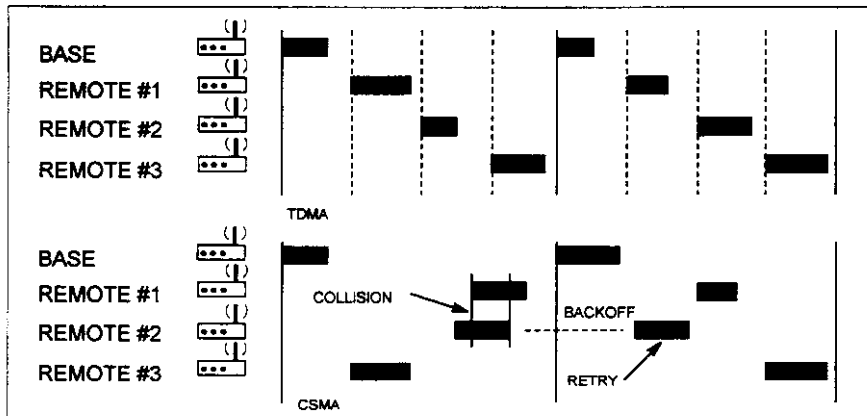 BASE
REMOTE #1
REMOTE #2
REMOTE #3
TDMA
BASE
REMOTE #1
COLLISION
BACKOFF
REMOTE #2
REMOTE #3
RETRY
CSMA